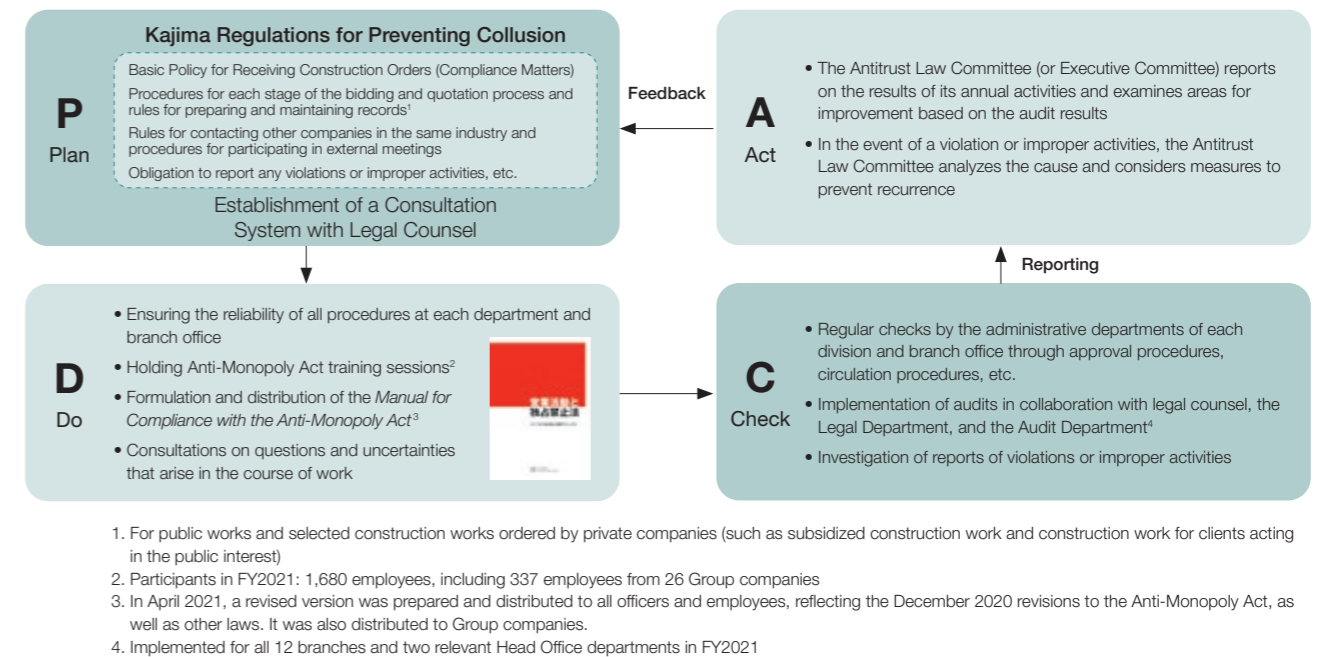 Kajima Regulations for Preventing Collusion
P
Plan
Basic Policy for Receiving Construction Orders (Compliance Matters)
Procedures for each stage of the bidding and quotation process and
rules for preparing and maintaining records¹
Rules for contacting other companies in the same industry and
procedures for participating in external meetings
Obligation to report any violations or improper activities, etc.
Establishment of a Consultation
System with Legal Counsel
Feedback
A
Act
• The Antitrust Law Committee (or Executive Committee) reports
on the results of its annual activities and examines areas for
improvement based on the audit results
• In the event of a violation or improper activities, the Antitrust
Law Committee analyzes the cause and considers measures to
prevent recurrence
Reporting
D
Do
• Ensuring the reliability of all procedures at each department and
branch office
• Holding Anti-Monopoly Act training sessions²
• Formulation and distribution of the Manual for
Compliance with the Anti-Monopoly Act³
• Consultations on questions and uncertainties
that arise in the course of work
営業活動と
独占禁止法
C
Check
• Regular checks by the administrative departments of each
division and branch office through approval procedures,
circulation procedures, etc.
• Implementation of audits in collaboration with legal counsel, the
Legal Department, and the Audit Department⁴
• Investigation of reports of violations or improper activities
1. For public works and selected construction works ordered by private companies (such as subsidized construction work and construction work for clients acting
in the public interest)
2. Participants in FY2021: 1,680 employees, including 337 employees from 26 Group companies
3. In April 2021, a revised version was prepared and distributed to all officers and employees, reflecting the December 2020 revisions to the Anti-Monopoly Act, as
well as other laws. It was also distributed to Group companies.
4. Implemented for all 12 branches and two relevant Head Office departments in FY2021